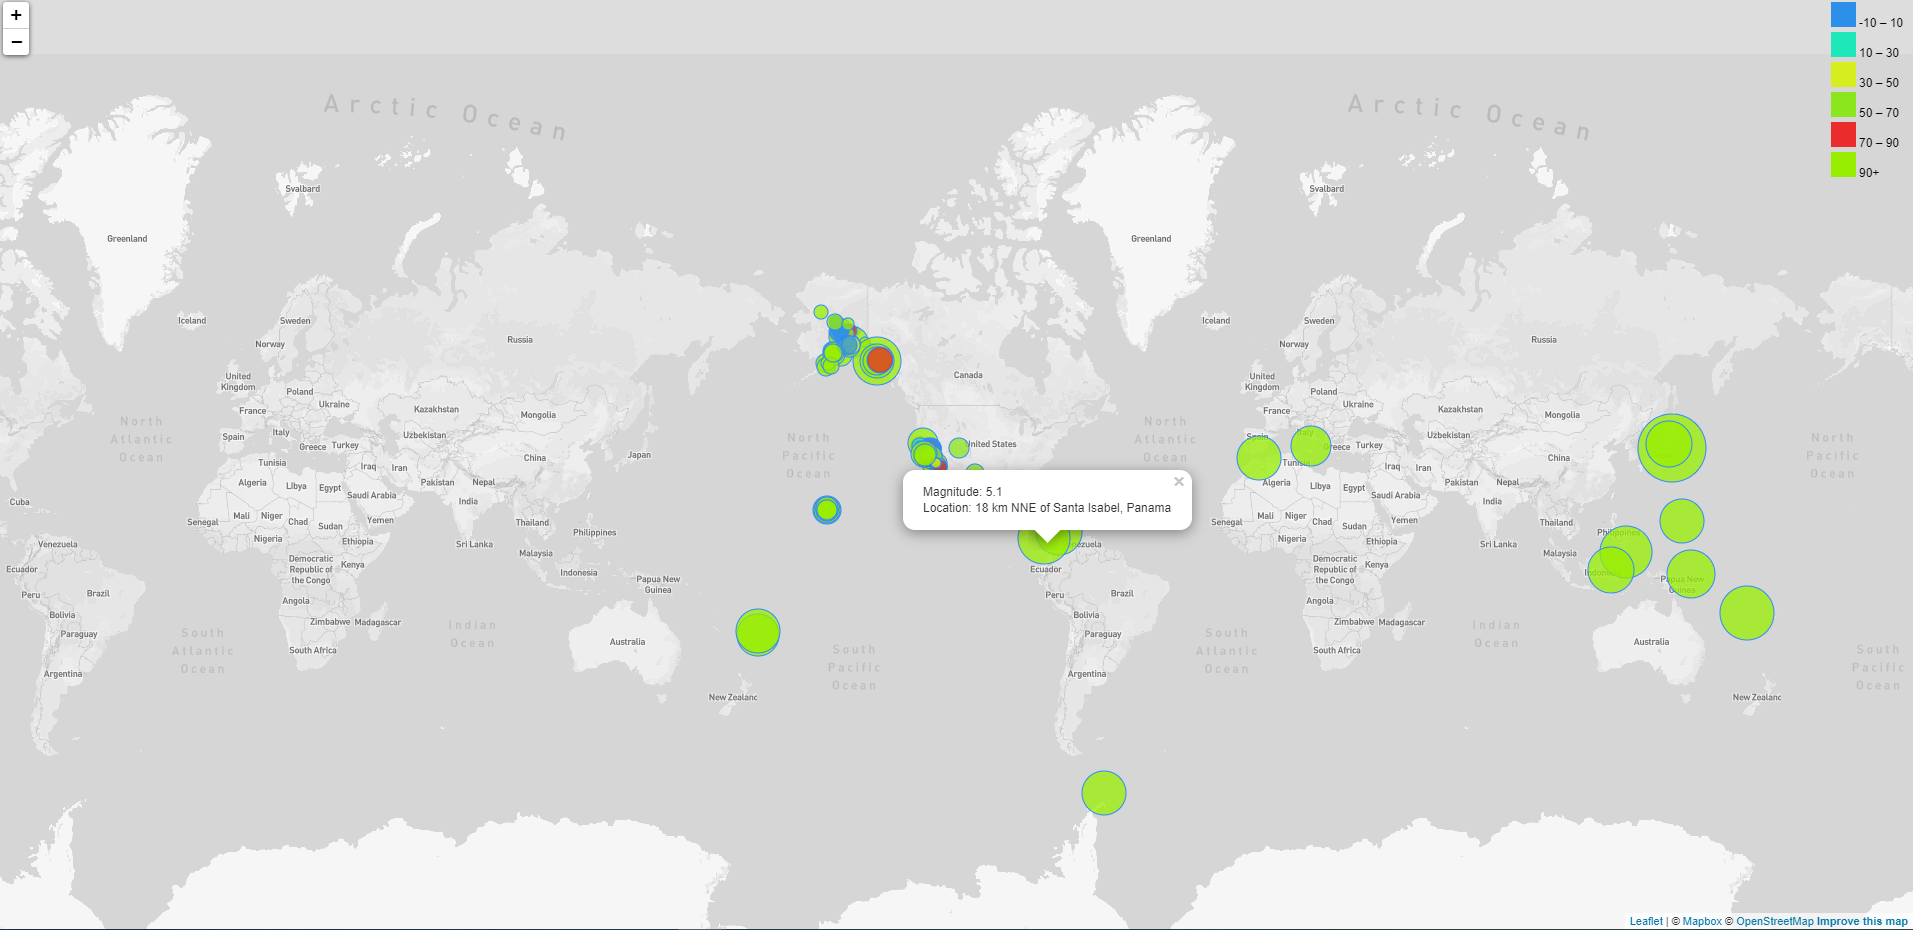 +
−
-10 – 10
10 – 30
30 – 50
50 – 70
70 – 90
90+
Arctic Ocean
Arctic Ocean
Svalbard
Svalbard
Greenland
Greenland
Iceland
Sweden
Norway
Russia
Iceland
Sweden
Norway
Russia
United
Kingdom
Poland
Ukraine
France
Kazakhstan
Mongolia
Canada
United
Kingdom
Poland
Ukraine
France
Kazakhstan
Mongolia
North
Atlantic
Ocean
Spain
Italy
Greece
Turkey
Uzbekistan
China
Japan
Tunisia
Iraq
Iran
North
Pacific
Ocean
United States
North
Atlantic
Ocean
Turkey
Uzbekistan
China
Iraq
Iran
North
Pacific
Ocean
Cuba
Algeria
Libya
Egypt
Saudi Arabia
Pakistan
Nepal
India
Algeria
Libya
Egypt
Saudi Arabia
Pakistan
Nepal
India
Magnitude: 5.1
Location: 18 km NNE of Santa Isabel, Panama
×
Senegal
Mali
Niger
Chad
Sudan
Yemen
Thailand
Philippines
Senegal
Mali
Niger
Chad
Sudan
Yemen
Thailand
Philippines
Venezuela
Nigeria
Ethiopia
Sri Lanka
Malaysia
Nigeria
Ethiopia
Sri Lanka
Malaysia
Ecuador
Democratic
Republic of
the Congo
Kenya
Indonesia
Papua New
Guinea
Ecuador
Democratic
Republic of
the Congo
Kenya
Papua New
Guinea
Peru
Brazil
Angola
Peru
Brazil
Angola
Bolivia
Paraguay
Zimbabwe
Madagascar
Bolivia
Paraguay
Zimbabwe
Madagascar
South
Atlantic
Ocean
South Africa
Indian
Ocean
Australia
South
Pacific
Ocean
South
Atlantic
Ocean
South Africa
Indian
Ocean
Australia
South
Pacific
Ocean
Argentina
New Zealand
Argentina
New Zealand
Leaflet | © Mapbox © OpenStreetMap Improve this map